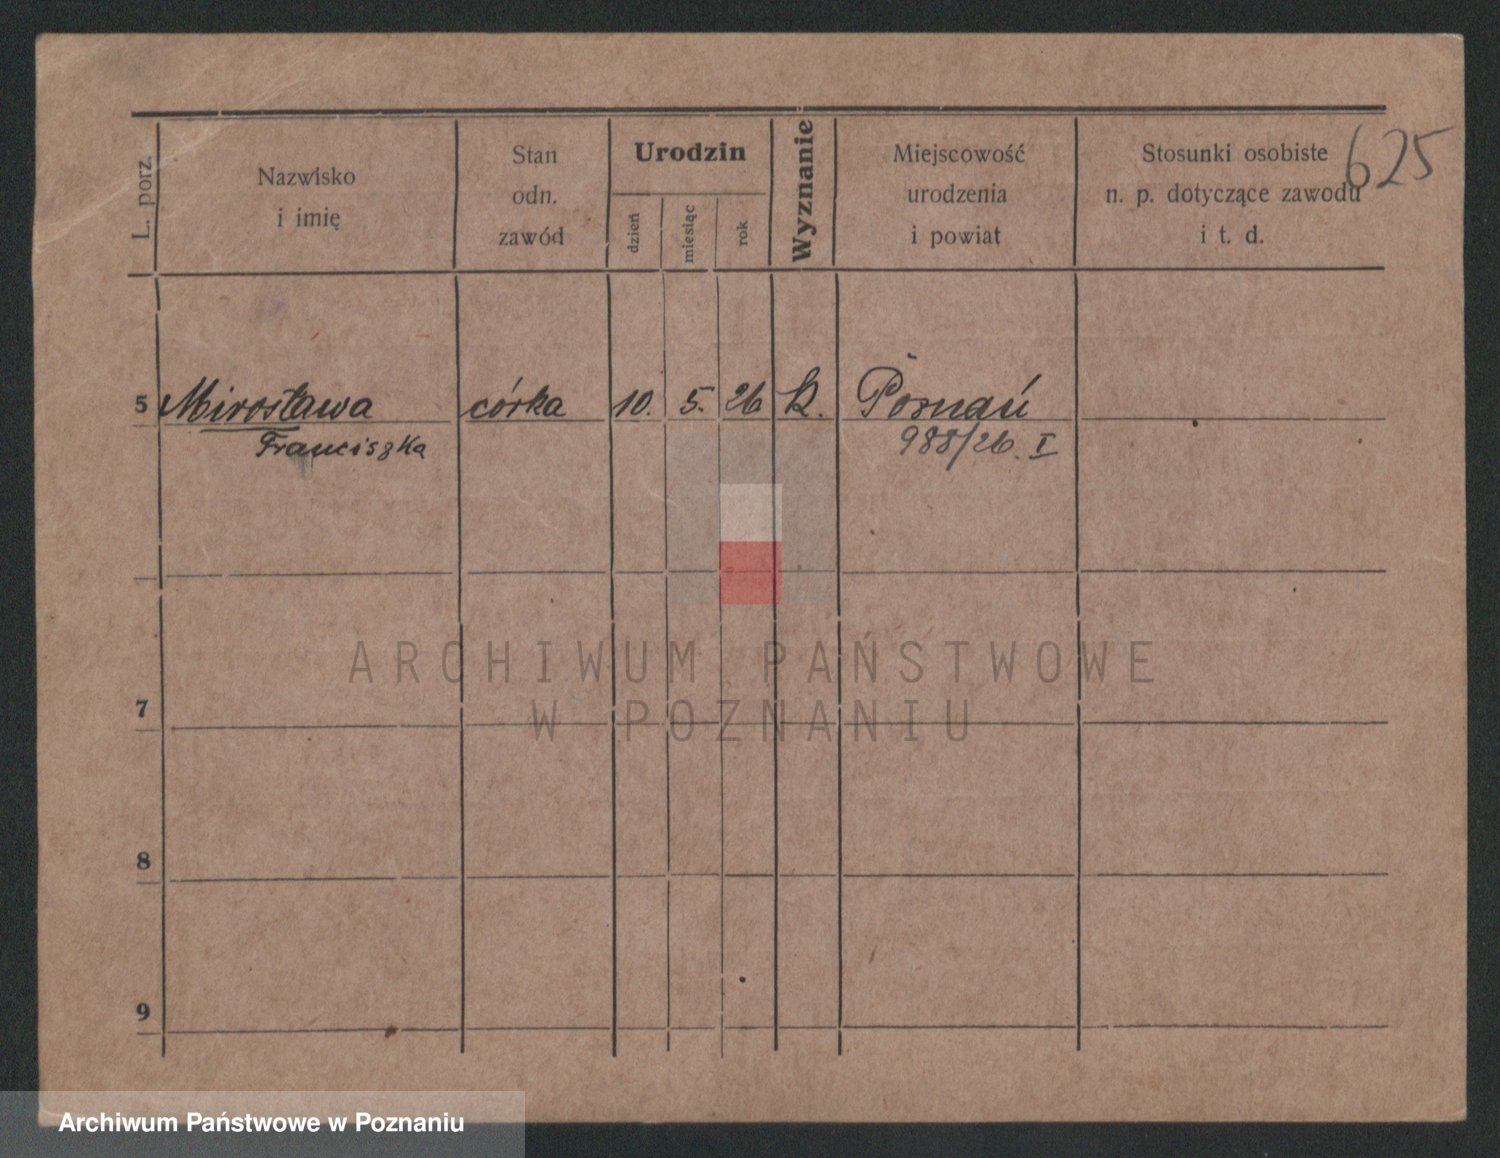 625
L. porz.
Nazwisko
i imię
Stan
odn.
zawód
Urodzin
dzień
miesiąc
rok
Wyznanie
Miejscowość
urodzenia
i powiat
Stosunki osobiste
n. p. dotyczące zawodu
i t. d.
5 Mirosława córka 10. 5. 26 k. Poznań
Franciszka 988/26. I
ARCHIWUM PAŃSTWOWE
W POZNANIU
7
8
9
Archiwum Państwowe w Poznaniu